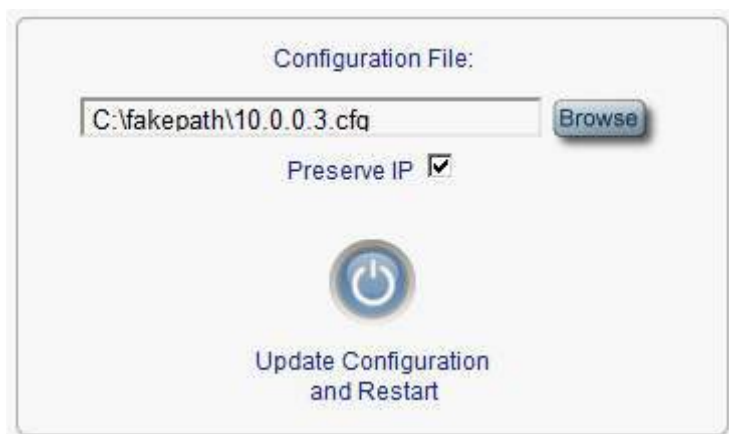 Configuration File:
C:\fakepath\10.0.0.3.cfg
Browse
Preserve IP
Update Configuration
and Restart